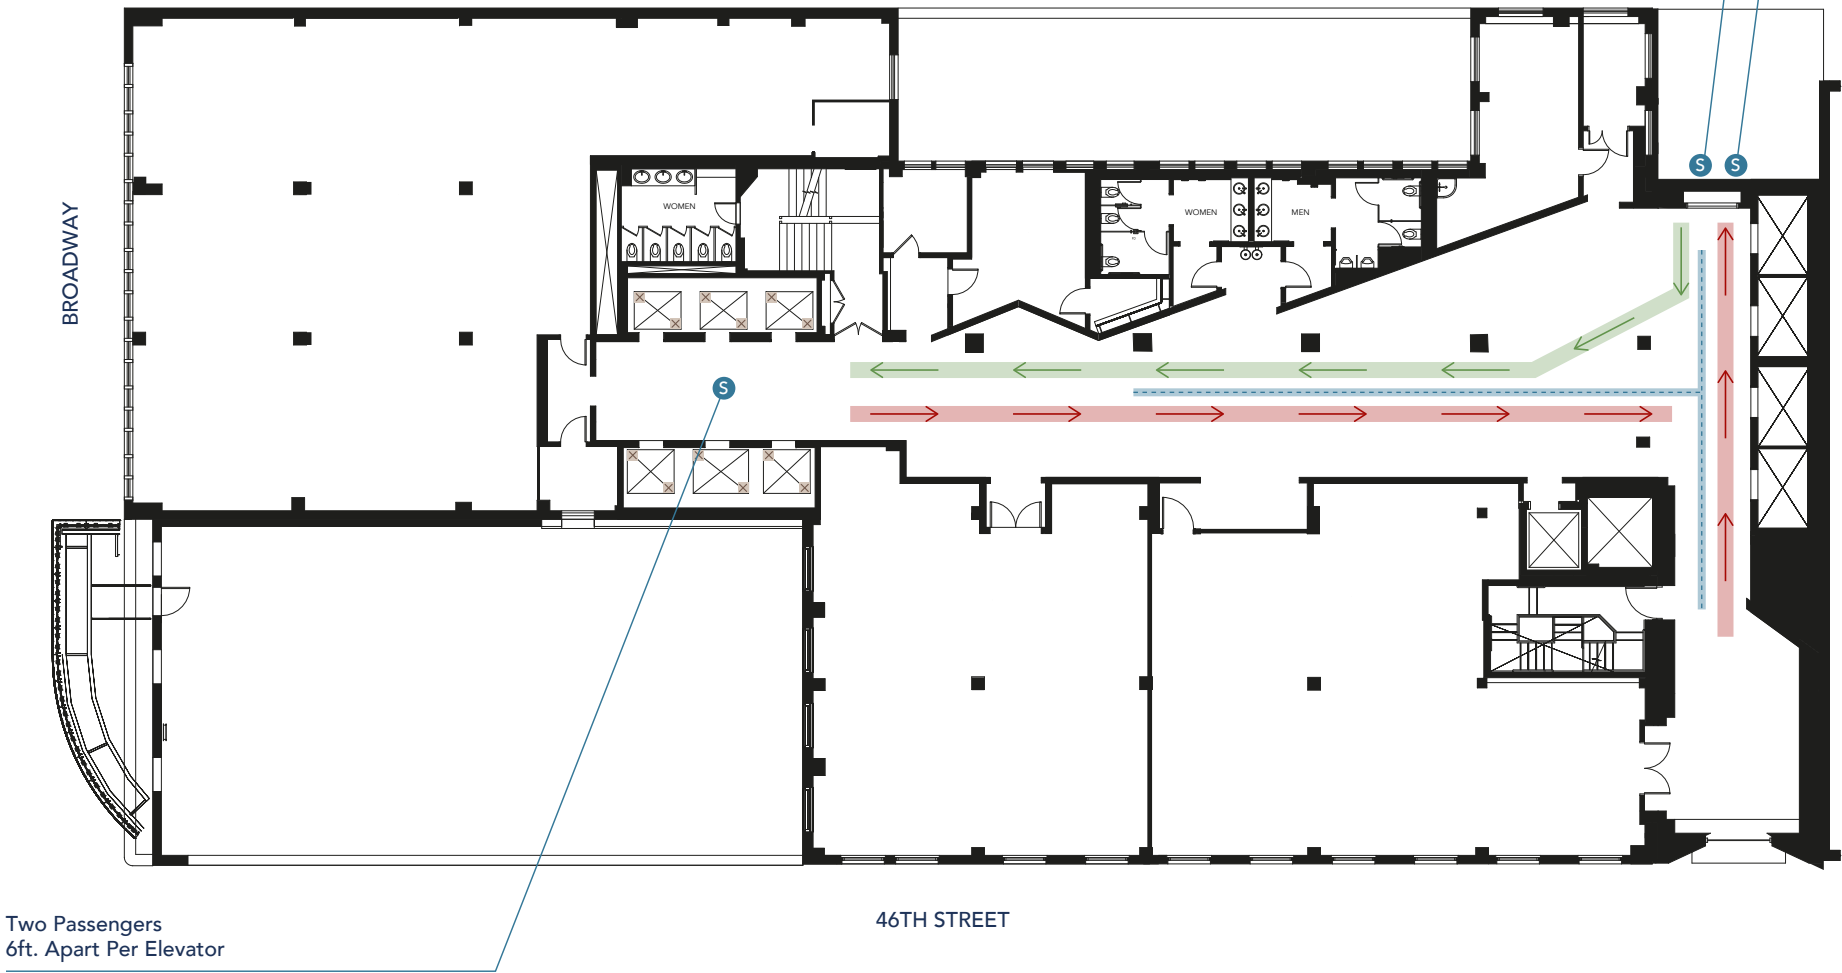 S S
WOMEN
WOMEN
MEN
BROADWAY
S
46TH STREET
Two Passengers
6ft. Apart Per Elevator